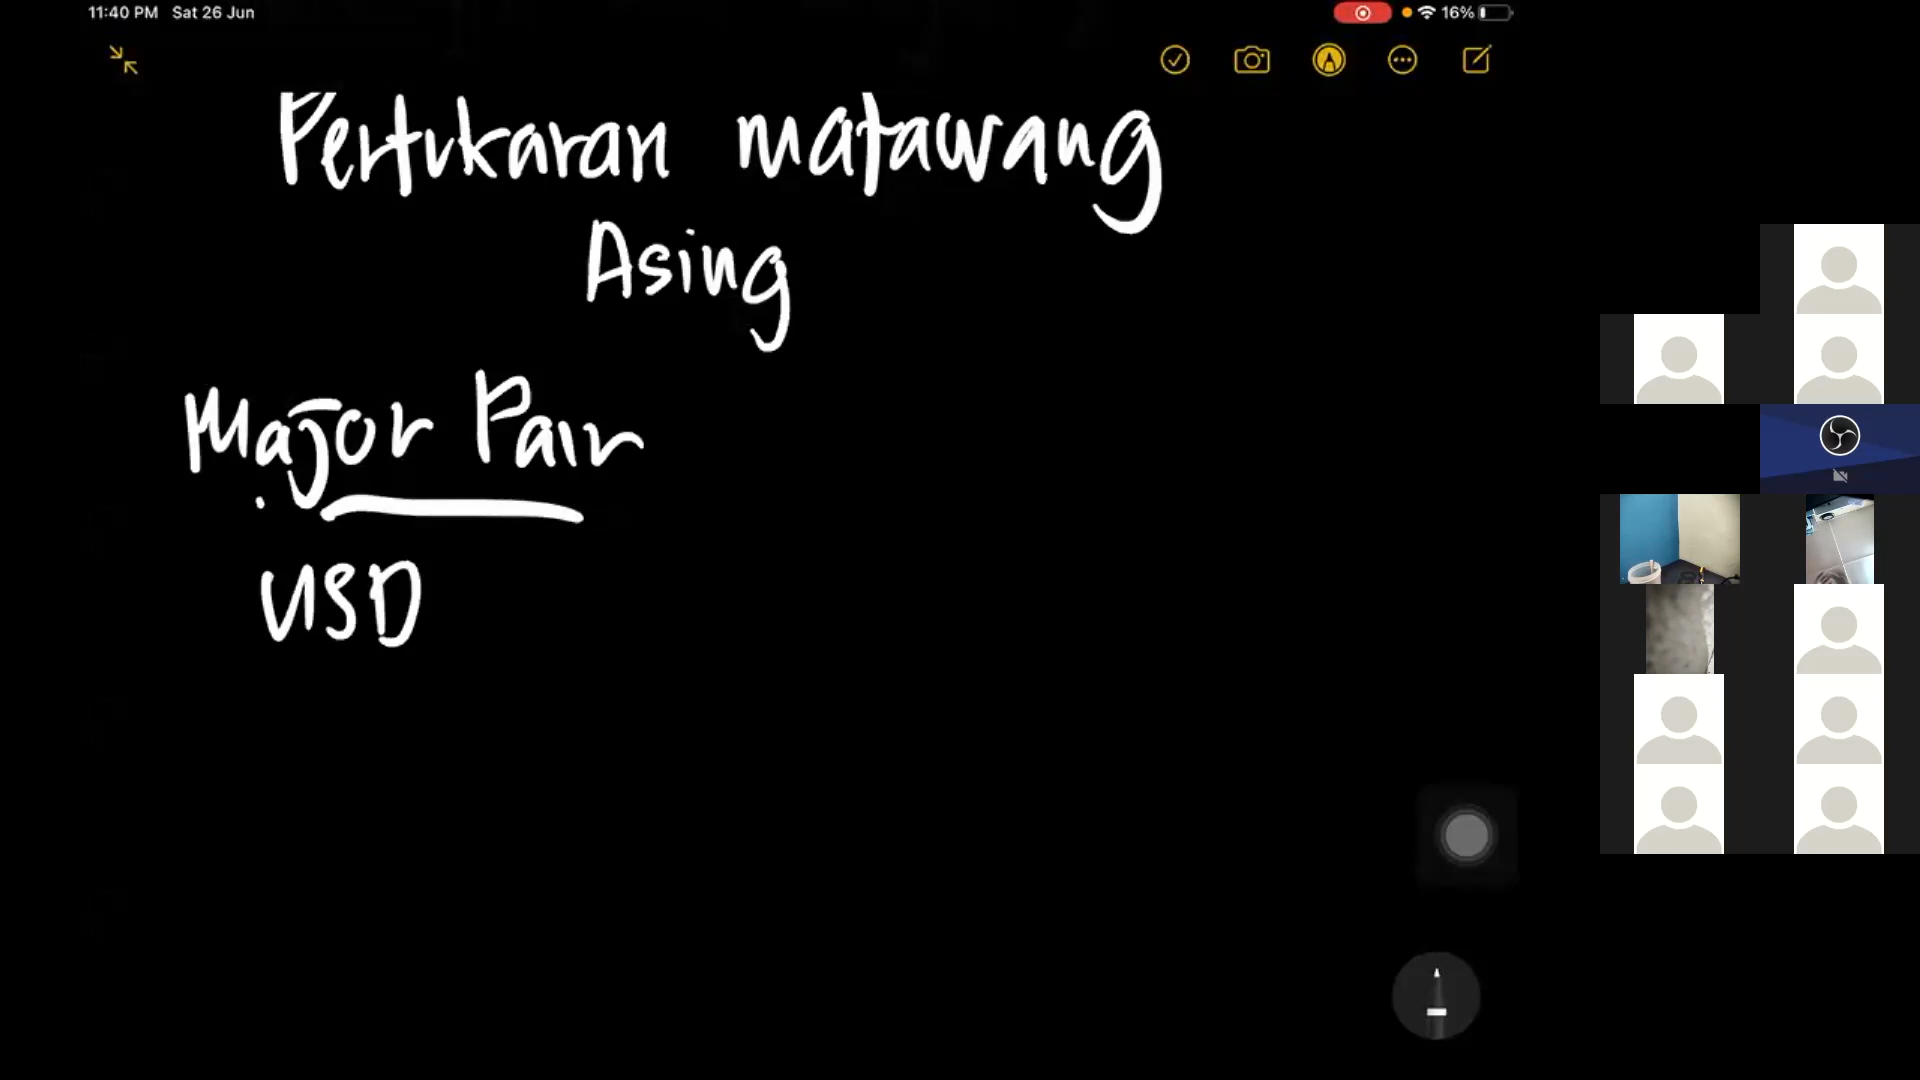 11:40 PM Sat 26 Jun 16%
Pertukaran matawang
Asing
Major Pair
USD